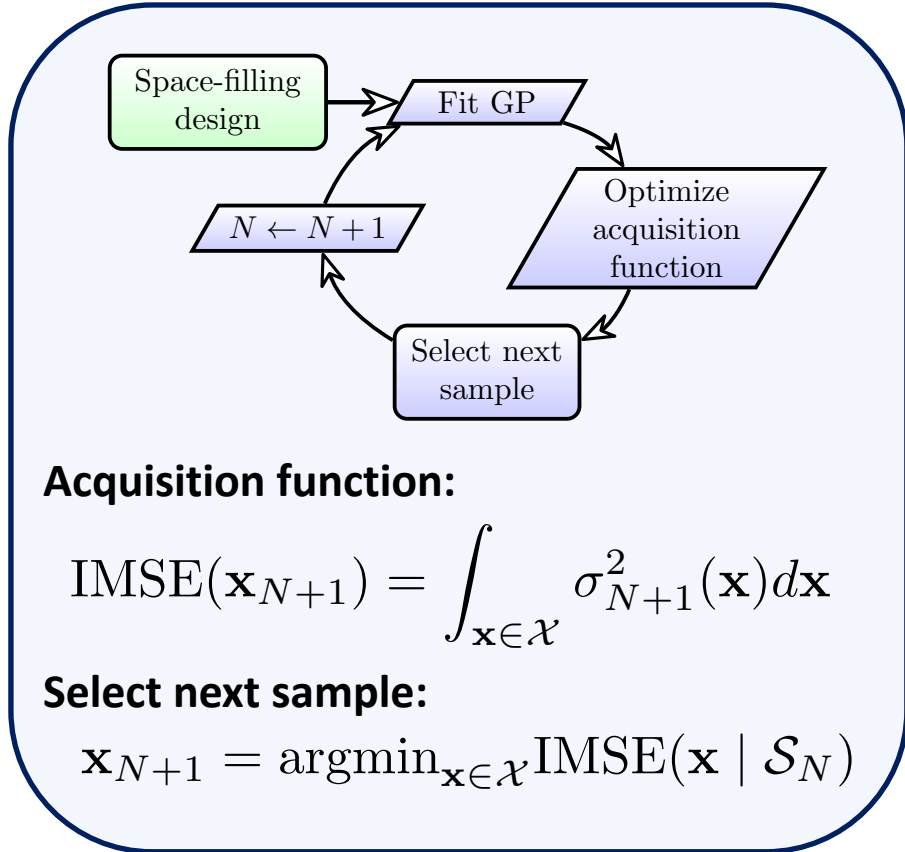 Space-filling
design
Fit GP
Optimize
acquisition
function
N ← N + 1
Select next
sample
Acquisition function:
IMSE(𝐱_{N+1}) = ∫_{𝐱∈𝒳} σ²_{N+1}(𝐱)d𝐱
Select next sample:
𝐱_{N+1} = argmin_{𝐱∈𝒳}IMSE(𝐱 | 𝒮_N)